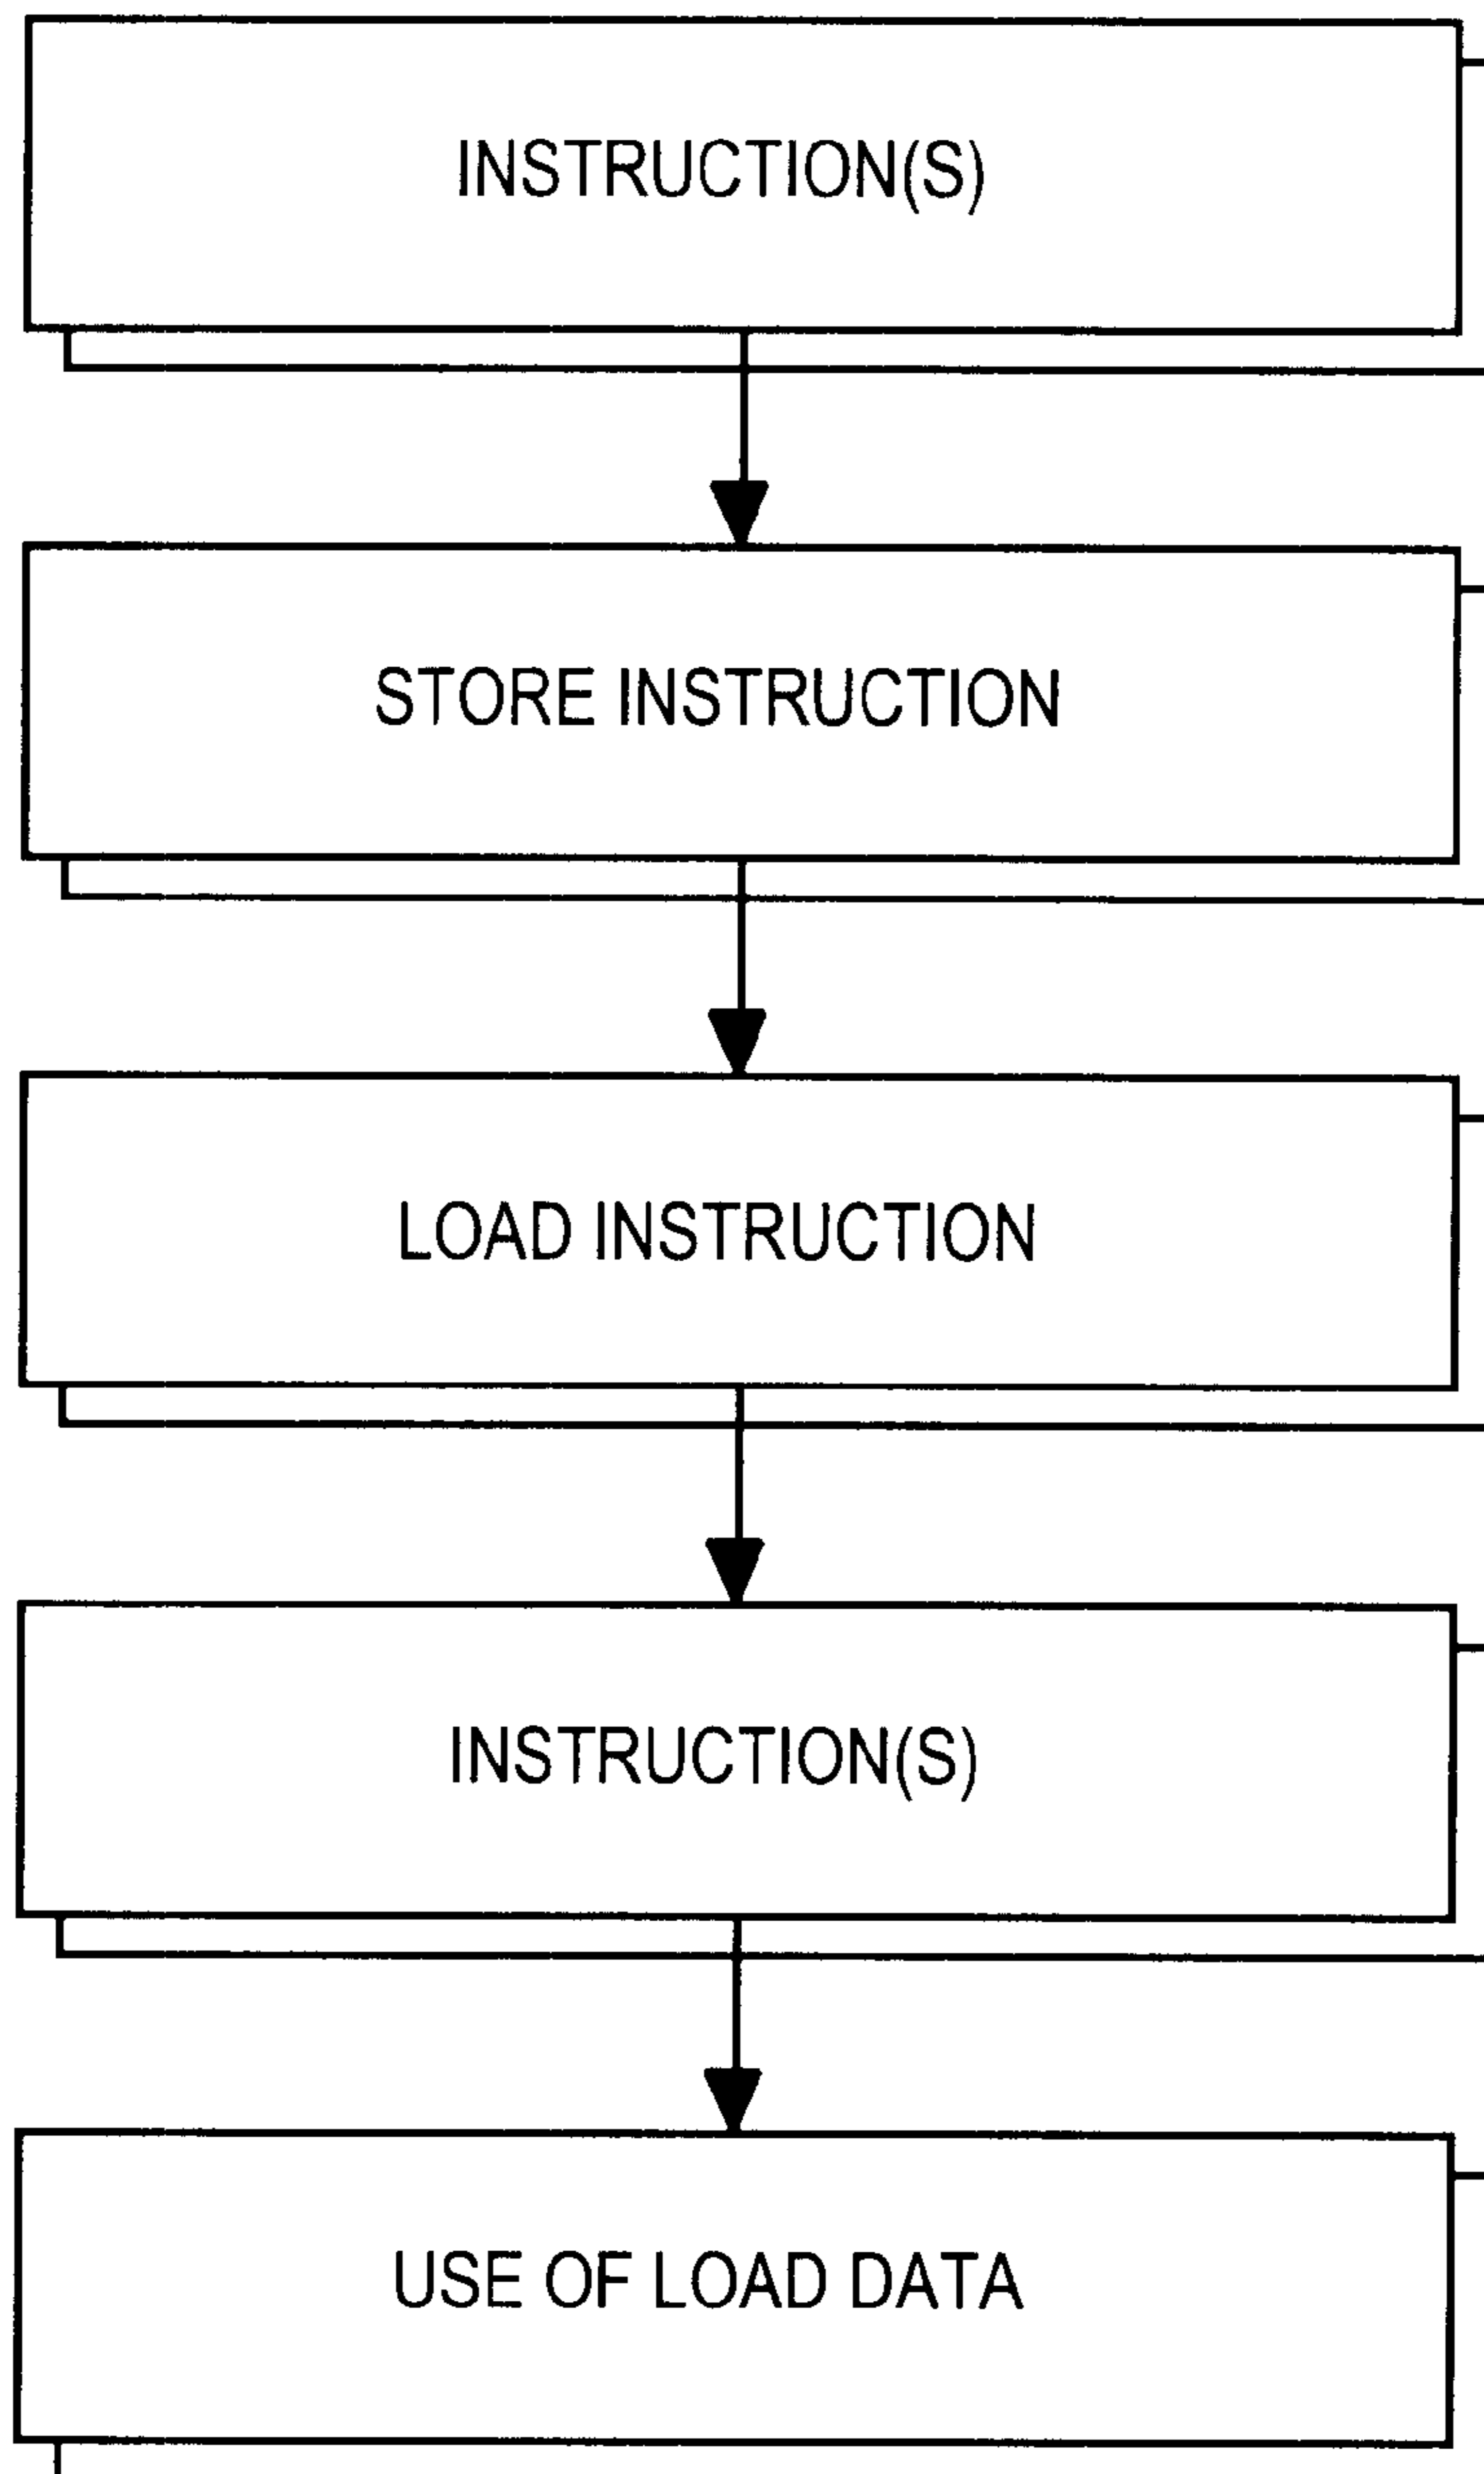 INSTRUCTION(S)
STORE INSTRUCTION
LOAD INSTRUCTION
INSTRUCTION(S)
USE OF LOAD DATA